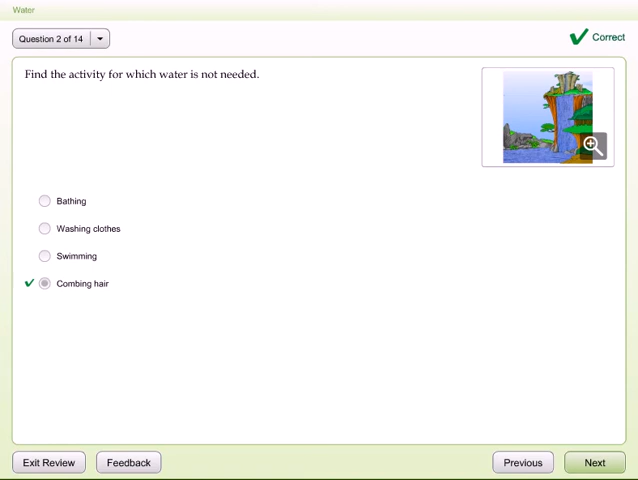 Water
Question 2 of 14
Correct
Find the activity for which water is not needed.
Bathing
Washing clothes
Swimming
Combing hair
Exit Review
Feedback
Previous
Next